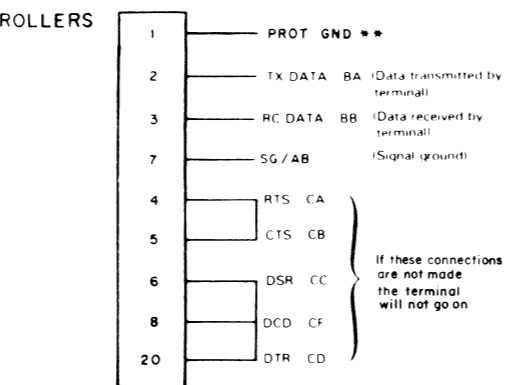 ROLLERS
1 PROT GND **
2 TX DATA BA (Data transmitted by
terminal)
3 RC DATA BB (Data received by
terminal)
7 SG/AB (Signal ground)
4 RTS CA
5 CTS CB
6 DSR CC
8 DCD CF
20 DTR CD
If these connections
are not made
the terminal
will not go on